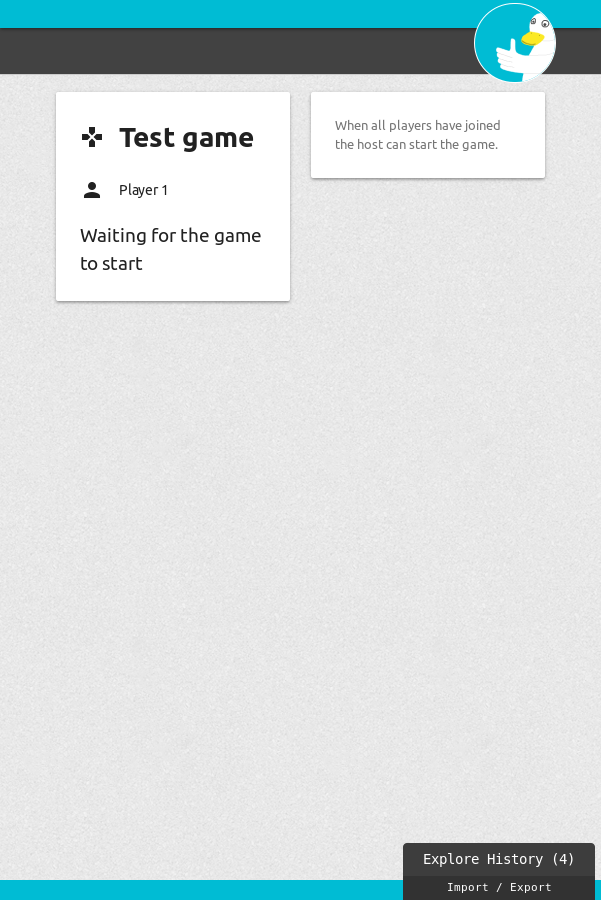 Test game
Player 1
Waiting for the game
to start
When all players have joined
the host can start the game.
Explore History (4)
Import / Export